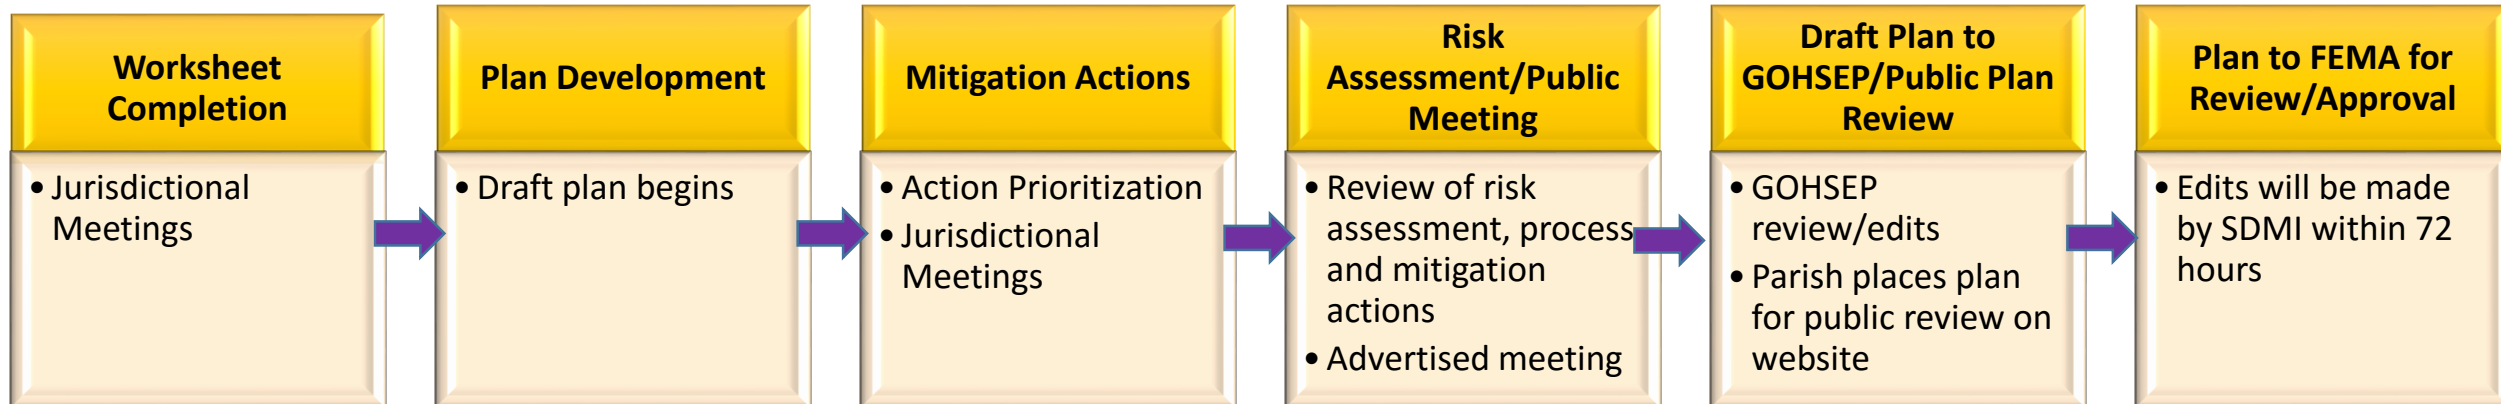 Worksheet
Completion
• Jurisdictional
Meetings
Plan Development
• Draft plan begins
Mitigation Actions
• Action Prioritization
• Jurisdictional
Meetings
Risk
Assessment/Public
Meeting
• Review of risk
assessment, process
and mitigation
actions
• Advertised meeting
Draft Plan to
GOHSEP/Public Plan
Review
• GOHSEP
review/edits
• Parish places plan
for public review on
website
Plan to FEMA for
Review/Approval
• Edits will be made
by SDMI within 72
hours